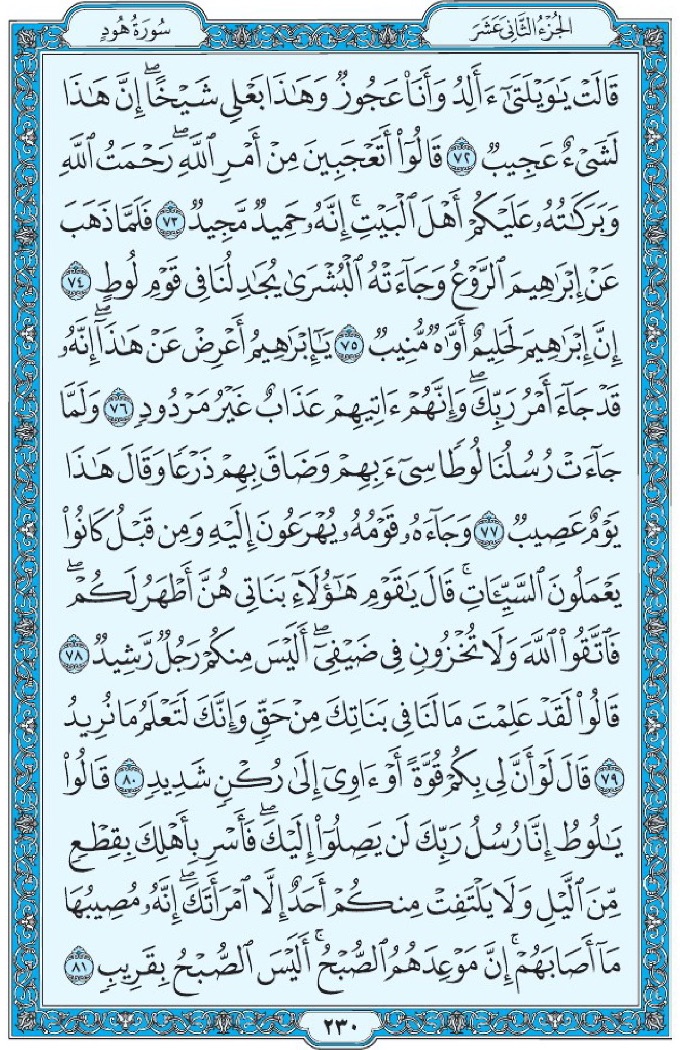 الجُزْءُ الثَّانِي عَشَرَ
سُورَةُ هُودٍ
قَالَتْ يَٰوَيْلَتَىٰٓ ءَأَلِدُ وَأَنَا۠ عَجُوزٌ وَهَٰذَا بَعْلِى شَيْخًا ۖ إِنَّ هَٰذَا
لَشَىْءٌ عَجِيبٌ ٧٢ قَالُوٓا۟ أَتَعْجَبِينَ مِنْ أَمْرِ ٱللَّهِ ۖ رَحْمَتُ ٱللَّهِ
وَبَرَكَٰتُهُۥ عَلَيْكُمْ أَهْلَ ٱلْبَيْتِ ۚ إِنَّهُۥ حَمِيدٌ مَّجِيدٌ ٧٣ فَلَمَّا ذَهَبَ
عَنْ إِبْرَٰهِيمَ ٱلرَّوْعُ وَجَآءَتْهُ ٱلْبُشْرَىٰ يُجَٰدِلُنَا فِى قَوْمِ لُوطٍ ٧٤
إِنَّ إِبْرَٰهِيمَ لَحَلِيمٌ أَوَّٰهٌ مُّنِيبٌ ٧٥ يَٰٓإِبْرَٰهِيمُ أَعْرِضْ عَنْ هَٰذَآ ۖ إِنَّهُۥ
قَدْ جَآءَ أَمْرُ رَبِّكَ ۖ وَإِنَّهُمْ ءَاتِيهِمْ عَذَابٌ غَيْرُ مَرْدُودٍ ٧٦ وَلَمَّا
جَآءَتْ رُسُلُنَا لُوطًا سِىٓءَ بِهِمْ وَضَاقَ بِهِمْ ذَرْعًا وَقَالَ هَٰذَا
يَوْمٌ عَصِيبٌ ٧٧ وَجَآءَهُۥ قَوْمُهُۥ يُهْرَعُونَ إِلَيْهِ وَمِن قَبْلُ كَانُوا۟
يَعْمَلُونَ ٱلسَّيِّـَٔاتِ ۚ قَالَ يَٰقَوْمِ هَٰٓؤُلَآءِ بَنَاتِى هُنَّ أَطْهَرُ لَكُمْ ۖ
فَٱتَّقُوا۟ ٱللَّهَ وَلَا تُخْزُونِ فِى ضَيْفِىٓ ۖ أَلَيْسَ مِنكُمْ رَجُلٌ رَّشِيدٌ ٧٨
قَالُوا۟ لَقَدْ عَلِمْتَ مَا لَنَا فِى بَنَاتِكَ مِنْ حَقٍّ وَإِنَّكَ لَتَعْلَمُ مَا نُرِيدُ
٧٩ قَالَ لَوْ أَنَّ لِى بِكُمْ قُوَّةً أَوْ ءَاوِىٓ إِلَىٰ رُكْنٍ شَدِيدٍ ٨٠ قَالُوا۟
يَٰلُوطُ إِنَّا رُسُلُ رَبِّكَ لَن يَصِلُوٓا۟ إِلَيْكَ ۖ فَأَسْرِ بِأَهْلِكَ بِقِطْعٍ
مِّنَ ٱلَّيْلِ وَلَا يَلْتَفِتْ مِنكُمْ أَحَدٌ إِلَّا ٱمْرَأَتَكَ ۖ إِنَّهُۥ مُصِيبُهَا
مَآ أَصَابَهُمْ ۚ إِنَّ مَوْعِدَهُمُ ٱلصُّبْحُ ۚ أَلَيْسَ ٱلصُّبْحُ بِقَرِيبٍ ٨١
٢٣٠